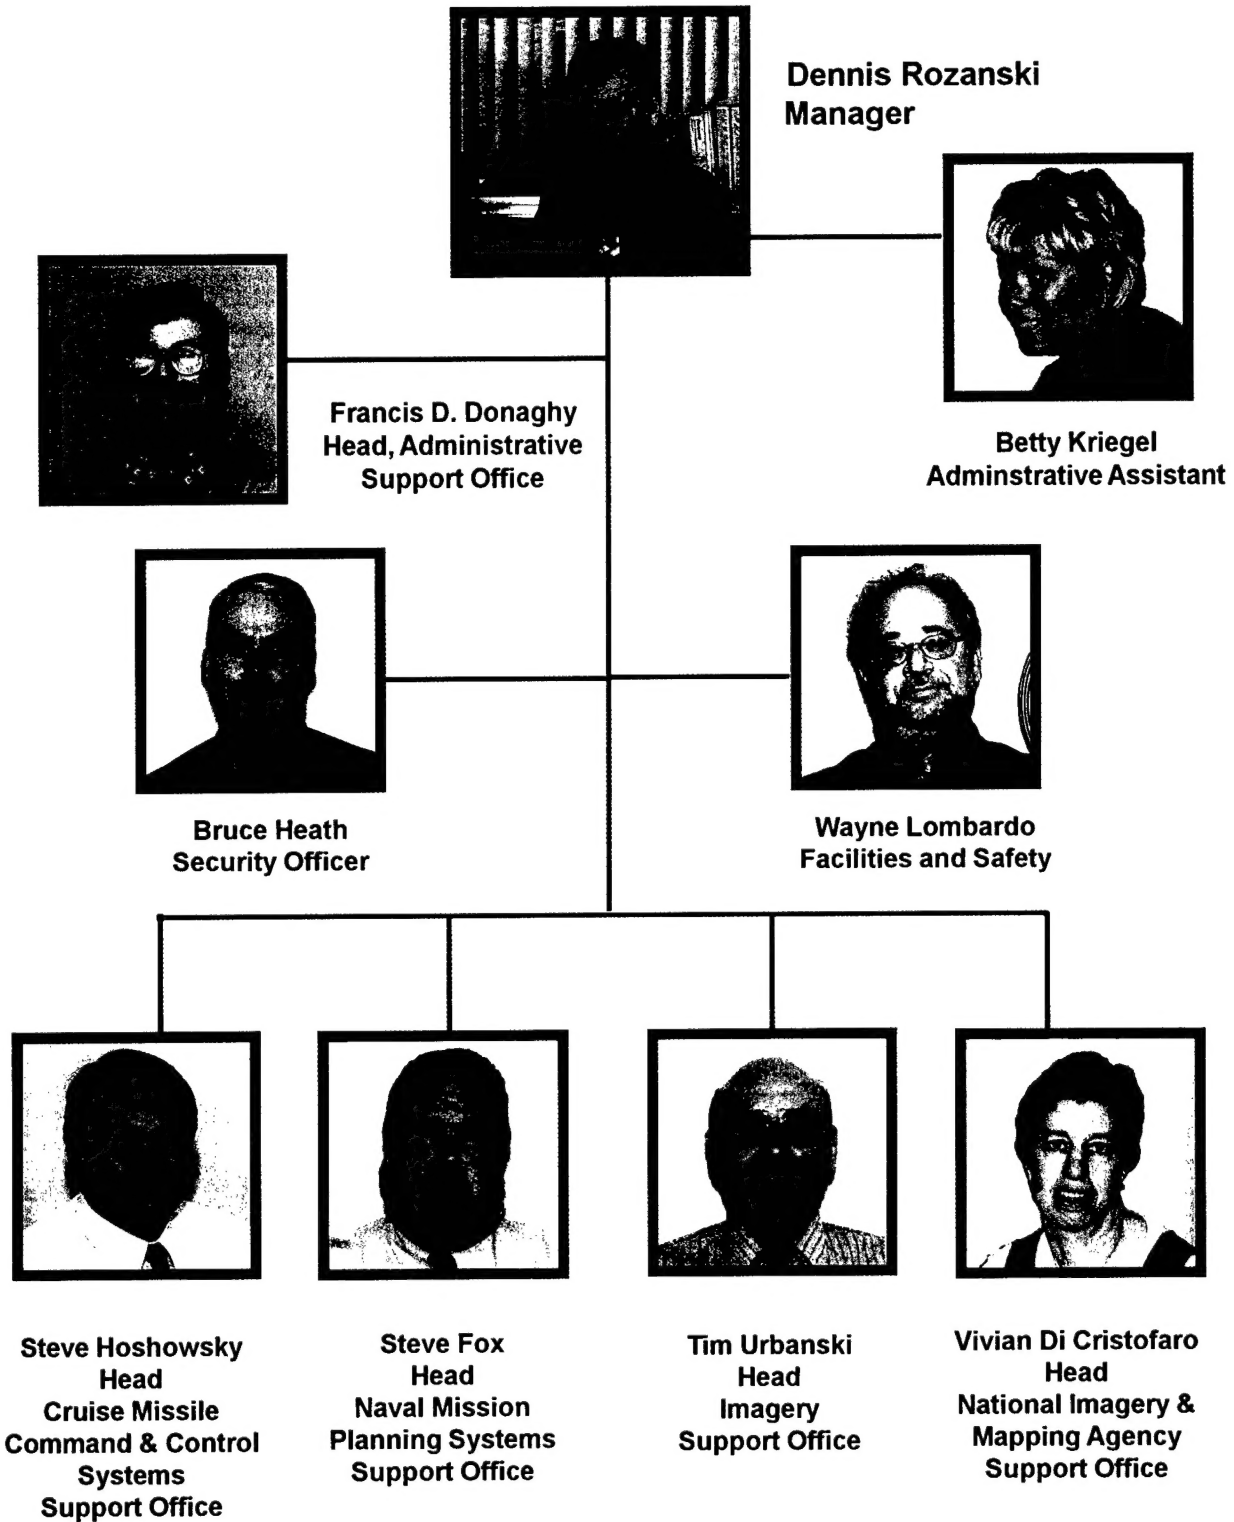 Dennis Rozanski
Manager
Francis D. Donaghy
Head, Administrative
Support Office
Betty Kriegel
Adminstrative Assistant
Bruce Heath
Security Officer
Wayne Lombardo
Facilities and Safety
Steve Hoshowsky
Head
Cruise Missile
Command & Control
Systems
Support Office
Steve Fox
Head
Naval Mission
Planning Systems
Support Office
Tim Urbanski
Head
Imagery
Support Office
Vivian Di Cristofaro
Head
National Imagery &
Mapping Agency
Support Office